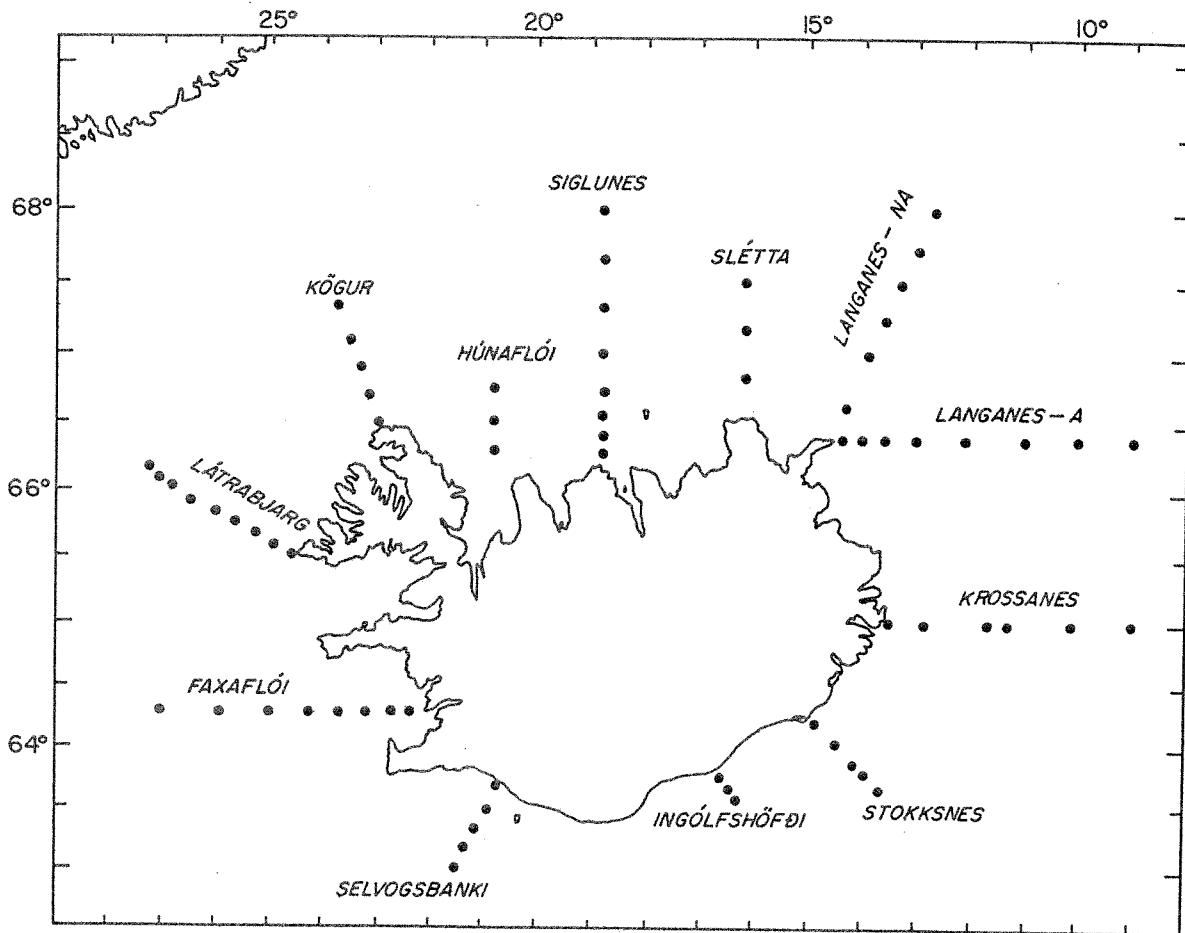 25° 20° 15° 10°
SIGLUNES
68°
LANGANES - NA
SLÉTTA
KÖGUR
HÚNAFLÓI
LANGANES - A
66°
LÁTRABJARG
KROSSANES
FAXAFLÓI
64°
INGÓLFSHÖFÐI
STOKKSNES
SELVOGSBANKI